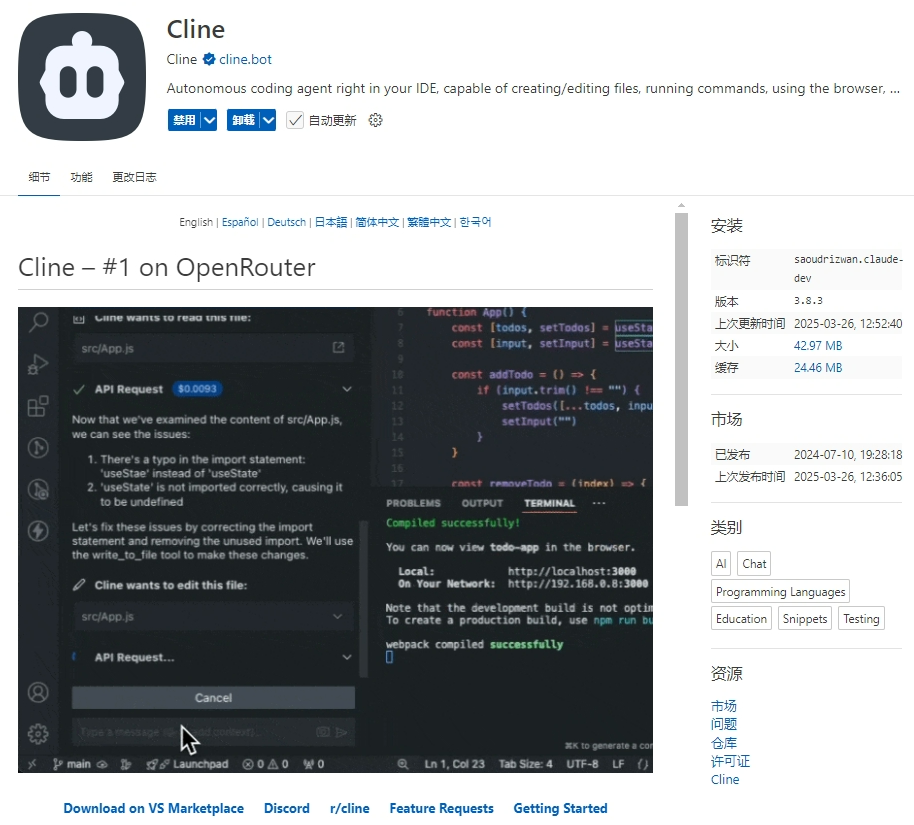 Cline
Cline cline.bot
Autonomous coding agent right in your IDE, capable of creating/editing files, running commands, using the browser, ...
禁用 卸载 自动更新
细节 功能 更改日志
English | Español | Deutsch | 日本語 | 简体中文 | 繁體中文 | 한국어
Cline – #1 on OpenRouter
Cline wants to read this file:
src/App.js
API Request $0.0093
Now that we've examined the content of src/App.js,
we can see the issues:
1. There's a typo in the import statement:
'useStae' instead of 'useState'
2. 'useState' is not imported correctly, causing it
to be undefined
Let's fix these issues by correcting the import
statement and removing the unused import. We'll use
the write_to_file tool to make these changes.
Cline wants to edit this file:
src/App.js
API Request...
Cancel
Type a message
6 function App() {
7 const [todos, setTodos] = useSta
8 const [input, setInput] = useSta
9
10 const addTodo = () => {
11 if (input.trim() !== "") {
12 setTodos([...todos, inpu
13 setInput("")
14 }
15 }
16
17 const removeTodo = (index) => {
PROBLEMS OUTPUT TERMINAL ···
Compiled successfully!
You can now view todo-app in the browser.
Local: http://localhost:3000
On Your Network: http://192.168.0.8:3000
Note that the development build is not optim
To create a production build, use npm run bu
webpack compiled successfully
⌘K to generate a com
main Launchpad 0 0 0 Ln 1, Col 23 Tab Size: 4 UTF-8 LF {}
Download on VS Marketplace Discord r/cline Feature Requests Getting Started
安装
标识符 saoudrizwan.claude-
dev
版本 3.8.3
上次更新时间 2025-03-26, 12:52:40
大小 42.97 MB
缓存 24.46 MB
市场
已发布 2024-07-10, 19:28:18
上次发布时间 2025-03-26, 12:36:05
类别
AI Chat
Programming Languages
Education Snippets Testing
资源
市场
问题
仓库
许可证
Cline